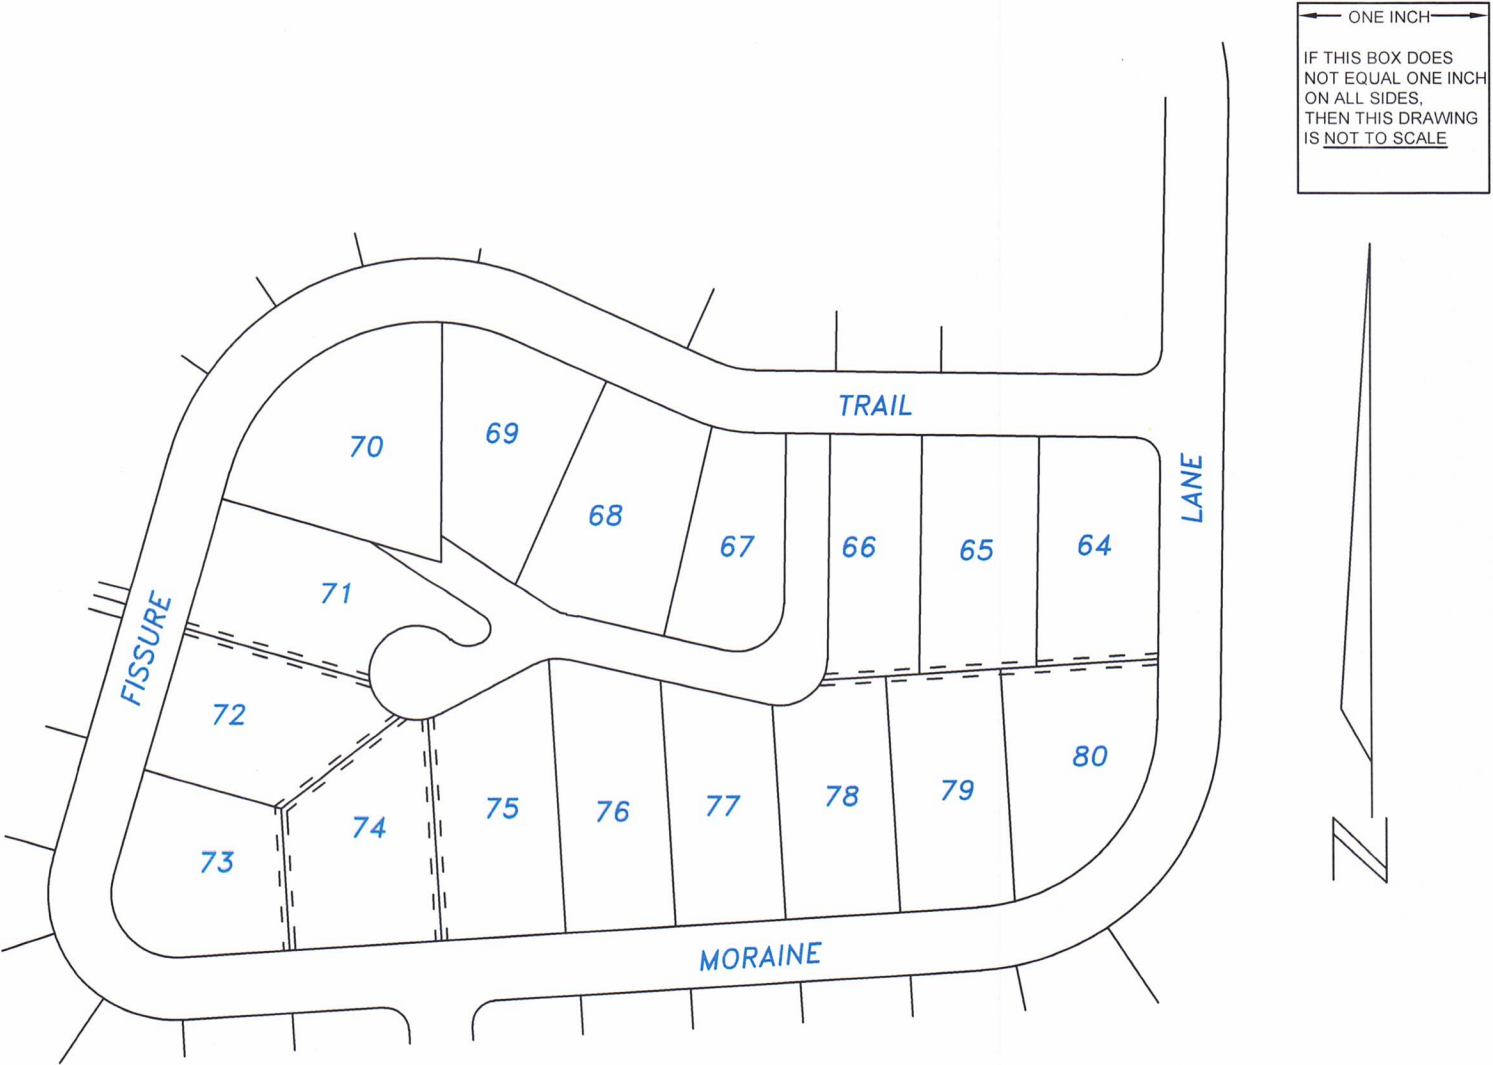 ONE INCH
IF THIS BOX DOES
NOT EQUAL ONE INCH
ON ALL SIDES,
THEN THIS DRAWING
IS NOT TO SCALE
TRAIL
70
69
68
67
66
65
64
LANE
71
FISSURE
72
73
74
75
76
77
78
79
80
MORAINE
N